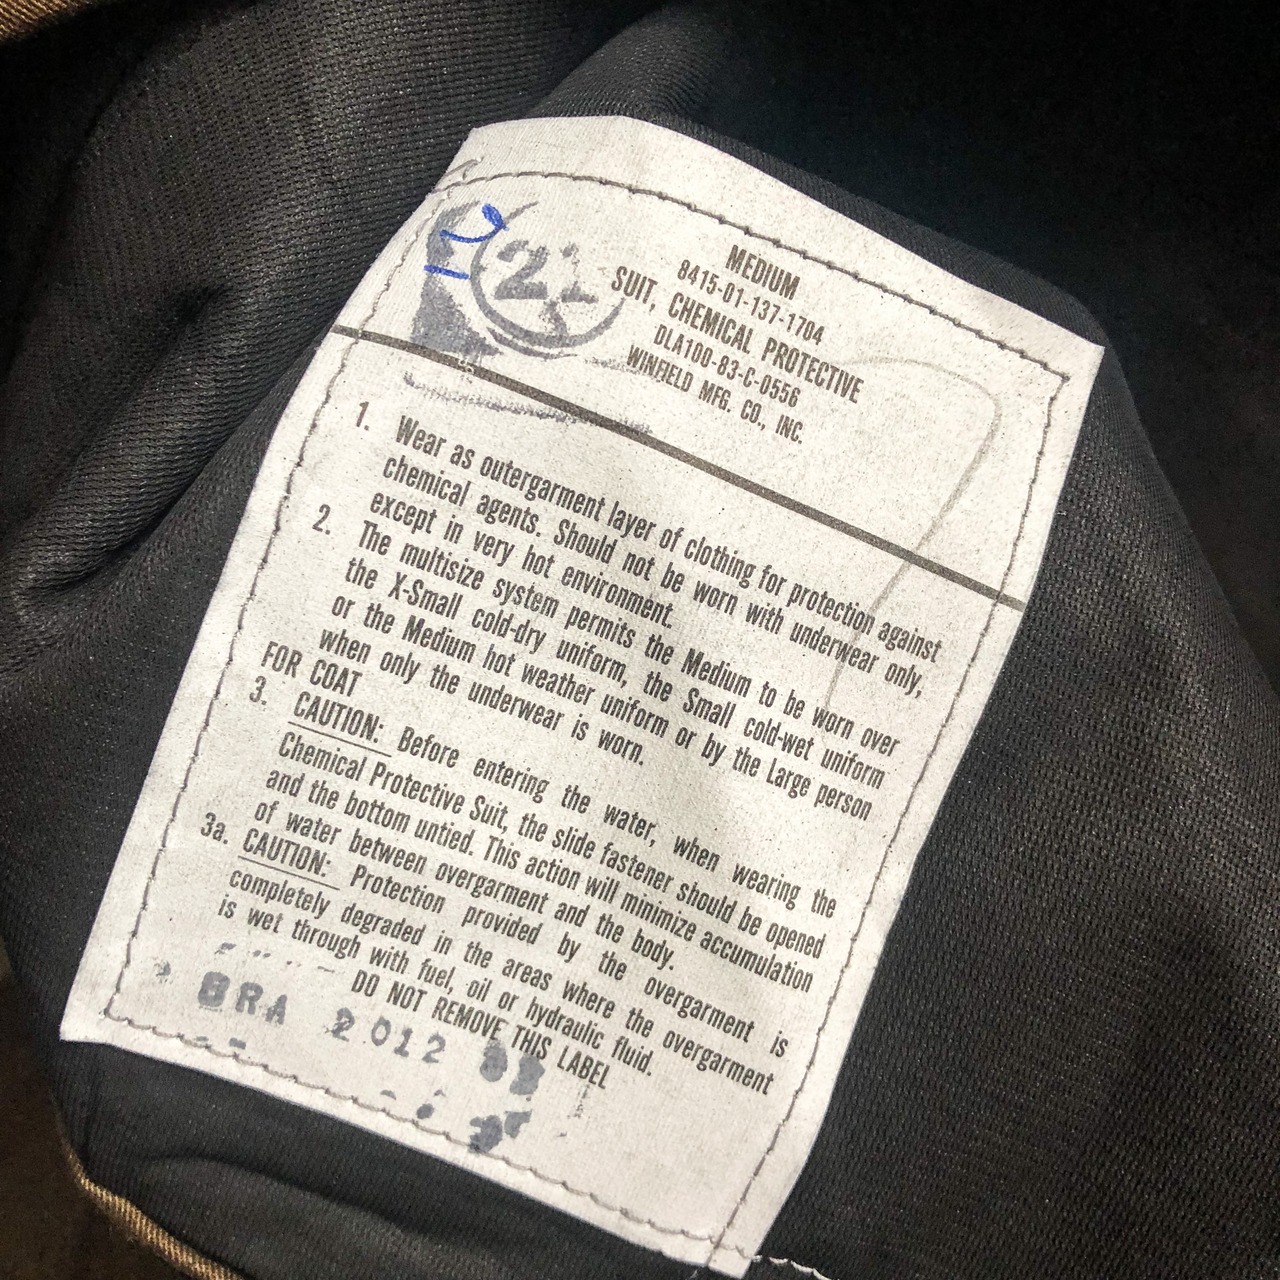 21
MEDIUM
8415-01-137-1704
SUIT, CHEMICAL PROTECTIVE
DLA100-83-C-0556
WINFIELD MFG. CO., INC.
1. Wear as outergarment layer of clothing for protection against
chemical agents. Should not be worn with underwear only,
except in very hot environment.
2. The multisize system permits the Medium to be worn over
the X-Small cold-dry uniform, the Small cold-wet uniform
or the Medium hot weather uniform or by the Large person
when only the underwear is worn.
FOR COAT
3. CAUTION: Before entering the water, when wearing the
Chemical Protective Suit, the slide fastener should be opened
and the bottom untied. This action will minimize accumulation
of water between overgarment and the body.
3a. CAUTION: Protection provided by the overgarment is
completely degraded in the areas where the overgarment
is wet through with fuel, oil or hydraulic fluid.
DO NOT REMOVE THIS LABEL
BRA 2012